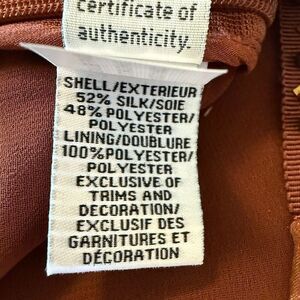 certificate of
authenticity.
SHELL/EXTERIEUR
52% SILK/SOIE
48% POLYESTER/
POLYESTER
LINING/DOUBLURE
100% POLYESTER/
POLYESTER
EXCLUSIVE OF
TRIMS AND
DECORATION/
EXCLUSIF DES
GARNITURES ET
DÉCORATION